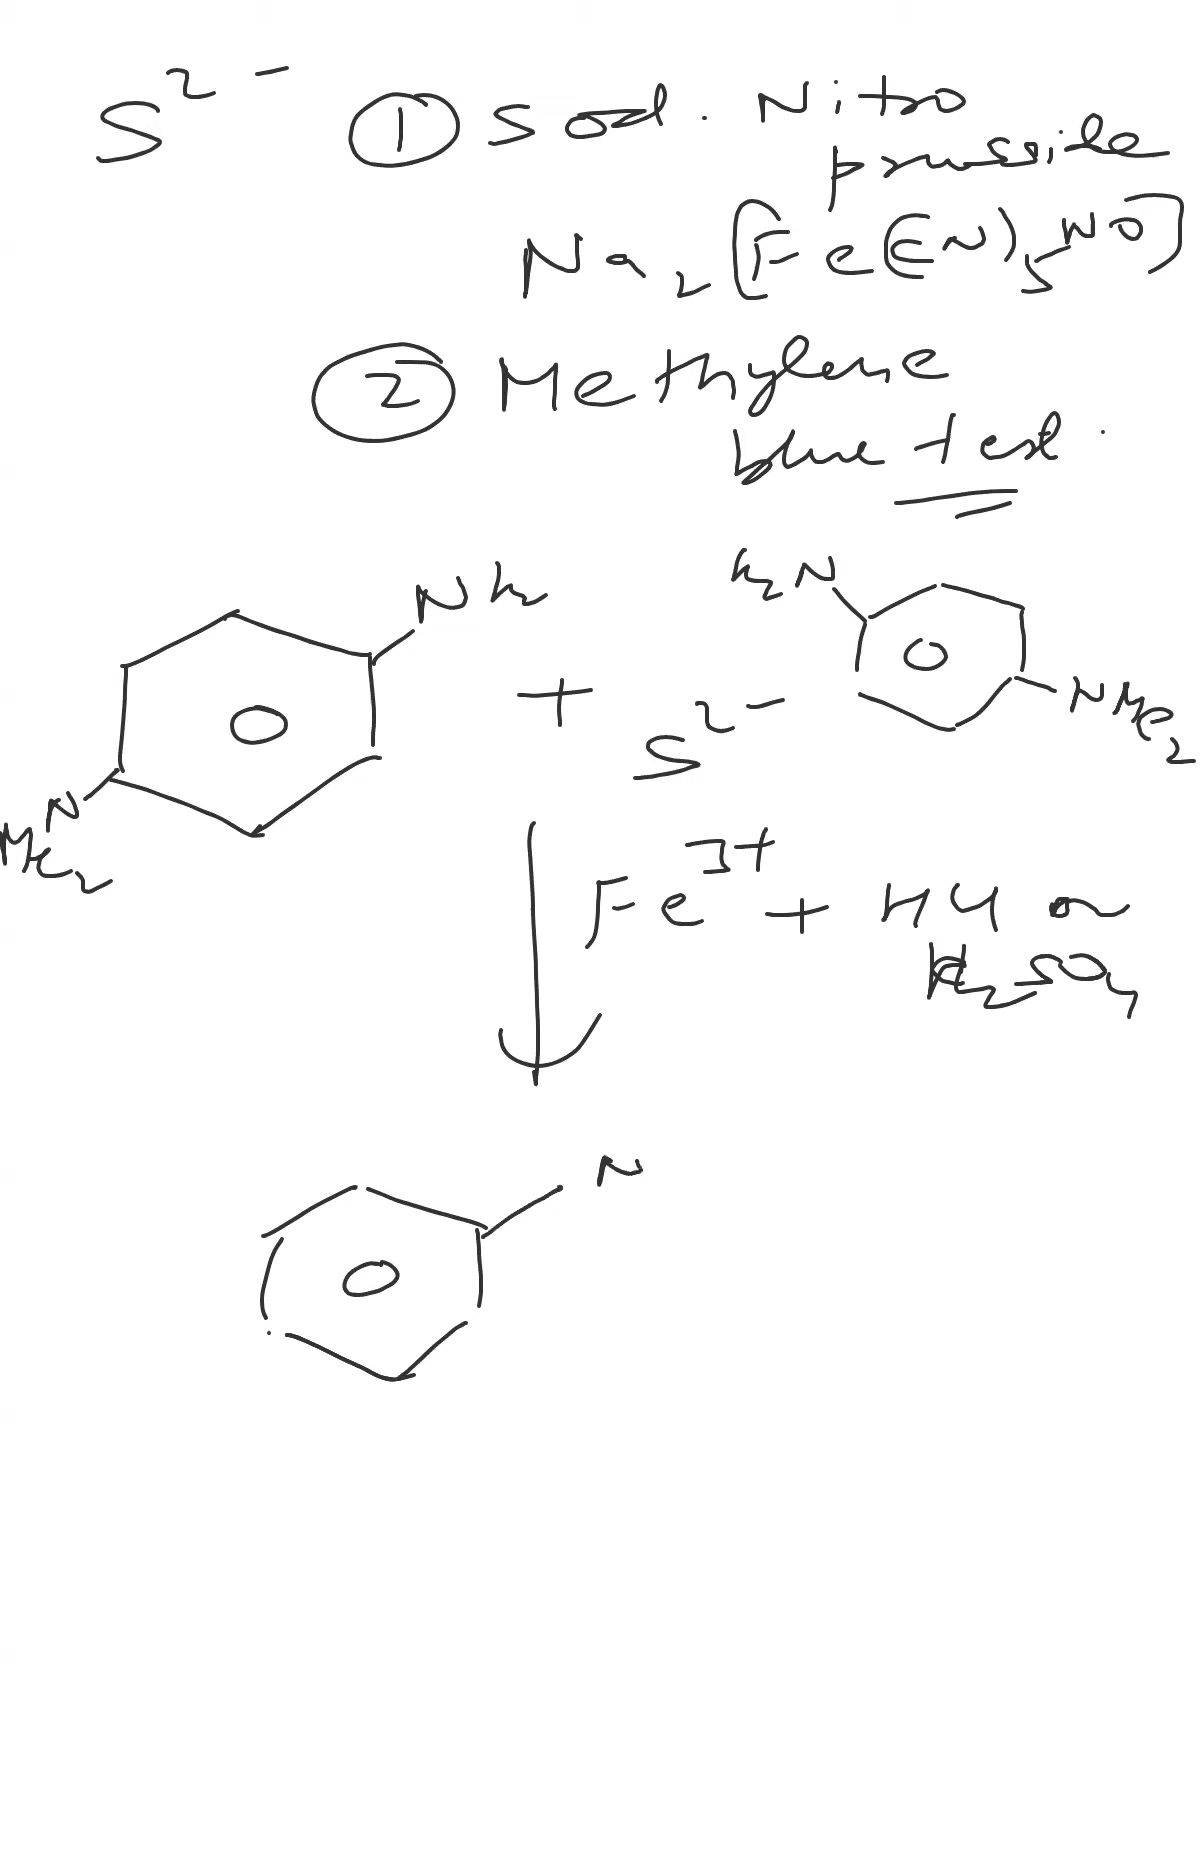 S²⁻ ① Sod. Nitro
prusside
Na₂[Fe(CN)₅NO]
② Methylene
blue test.
NH₂ H₂N
+ S²⁻
NMe₂ NMe₂
Fe³⁺ + HCl or
H₂SO₄
N